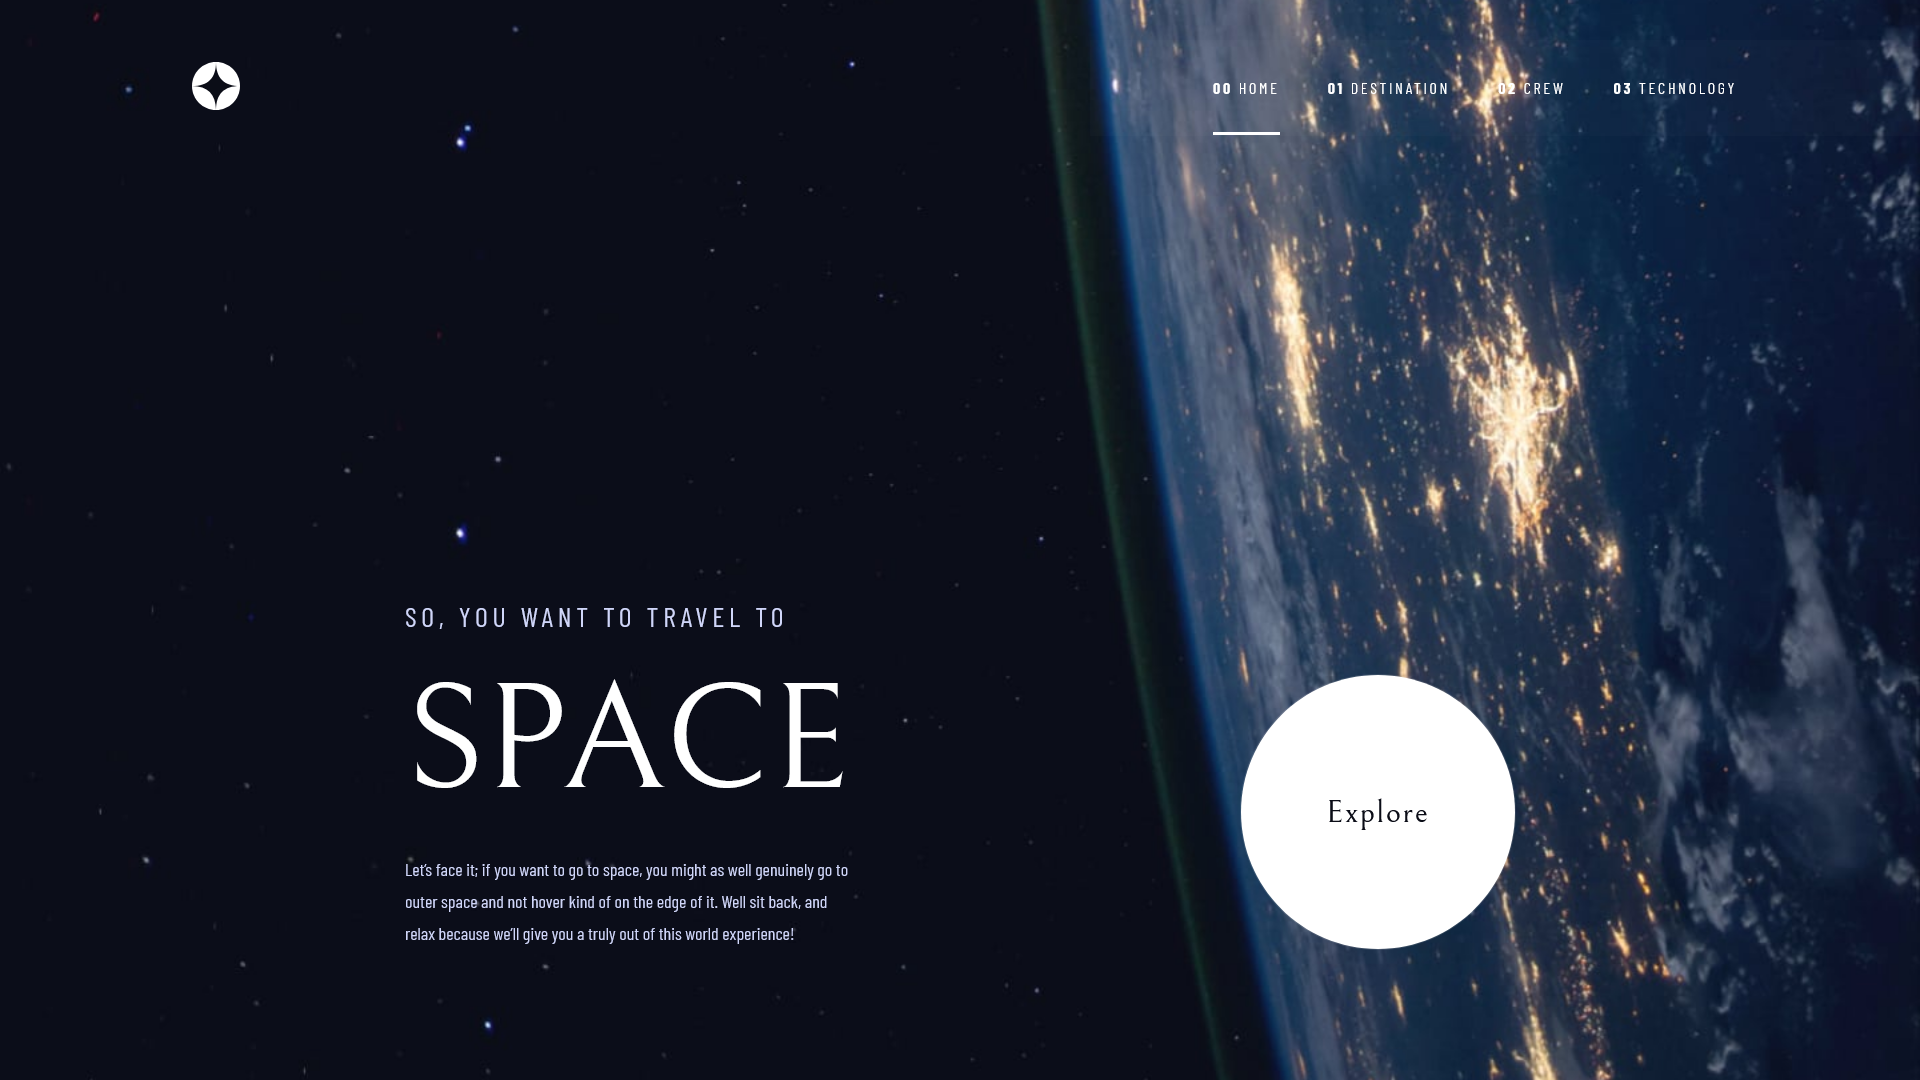 00 HOME 01 DESTINATION 02 CREW 03 TECHNOLOGY
SO, YOU WANT TO TRAVEL TO
SPACE
Let’s face it; if you want to go to space, you might as well genuinely go to
outer space and not hover kind of on the edge of it. Well sit back, and
relax because we’ll give you a truly out of this world experience!
Explore